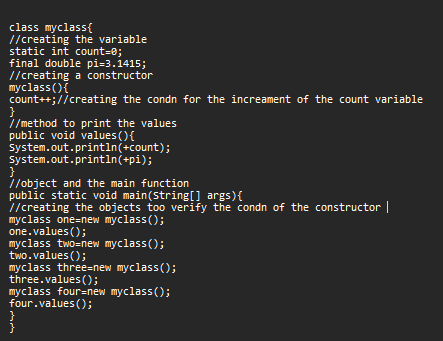 class myclass{
//creating the variable
static int count=0;
final double pi=3.1415;
//creating a constructor
myclass(){
count++;//creating the condn for the increament of the count variable
}
//method to print the values
public void values(){
System.out.println(+count);
System.out.println(+pi);
}
//object and the main function
public static void main(String[] args){
//creating the objects too verify the condn of the constructor
myclass one=new myclass();
one.values();
myclass two=new myclass();
two.values();
myclass three=new myclass();
three.values();
myclass four=new myclass();
four.values();
}
}